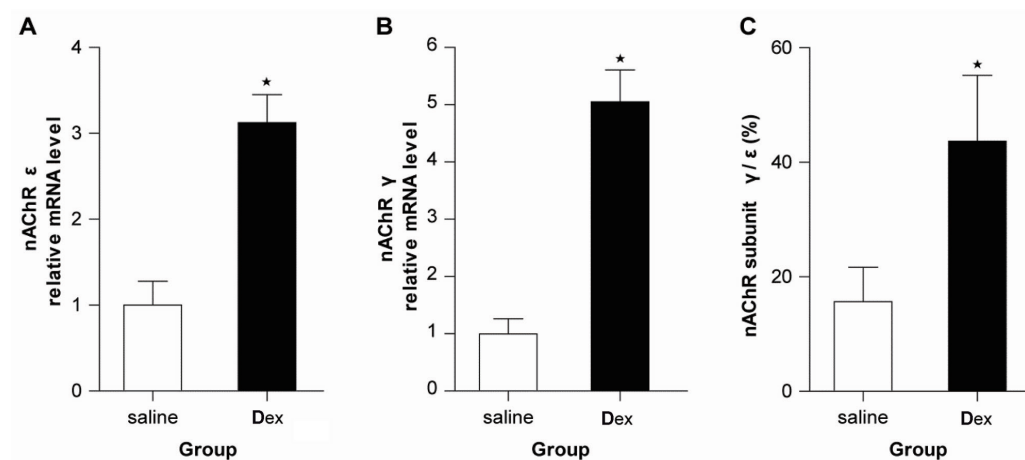 A
nAChR ε
relative mRNA level
4
3
2
1
0
★
saline
Dex
Group
B
nAChR γ
relative mRNA level
6
5
4
3
2
1
0
★
saline
Dex
Group
C
nAChR subunit γ / ε (%)
60
40
20
0
★
saline
Dex
Group